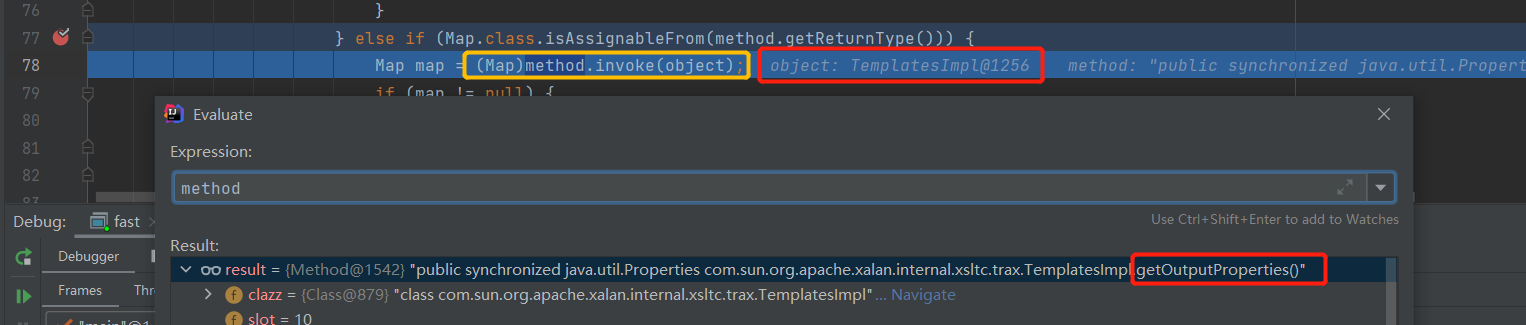 76 }
77 } else if (Map.class.isAssignableFrom(method.getReturnType())) {
78 Map map = (Map)method.invoke(object); object: TemplatesImpl@1256 method: "public synchronized java.util.Propert
79 if (map != null) {
80
81
82
Evaluate
Expression:
method
Use Ctrl+Shift+Enter to add to Watches
Debug: fast
Result:
Debugger
result = {Method@1542} "public synchronized java.util.Properties com.sun.org.apache.xalan.internal.xsltc.trax.TemplatesImpl.getOutputProperties()"
Frames Thr
clazz = {Class@879} "class com.sun.org.apache.xalan.internal.xsltc.trax.TemplatesImpl"... Navigate
slot = 10